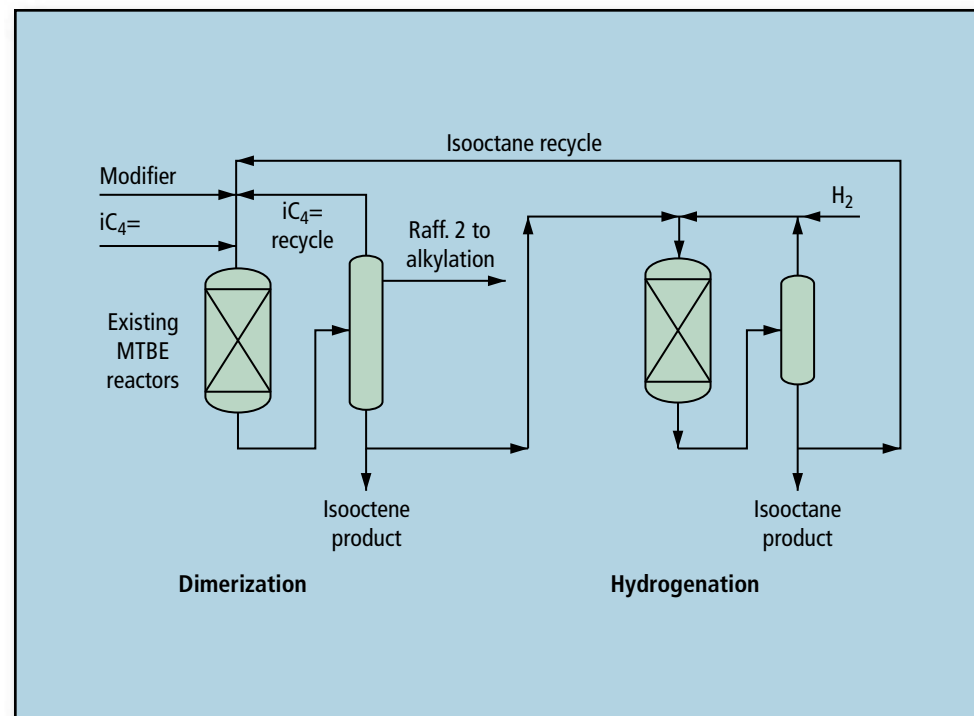 Isooctane recycle
Modifier
iC₄=
iC₄=
recycle
Raff. 2 to
alkylation
H₂
Existing
MTBE
reactors
Isooctene
product
Isooctane
product
Dimerization
Hydrogenation